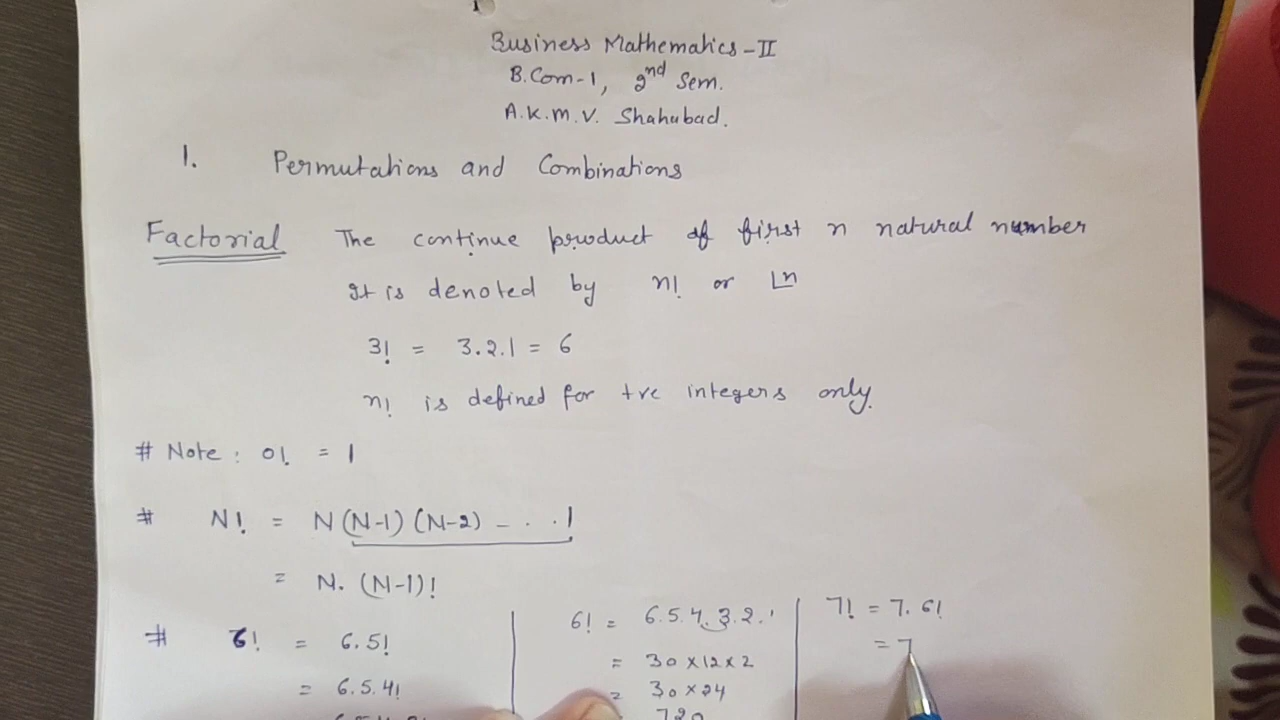 Business Mathematics-II
B.Com-1, 2nd Sem.
A.K.M.V. Shahabad.
1. Permutations and Combinations
Factorial The continue product of first n natural number
It is denoted by n! or ⌊n
3! = 3.2.1 = 6
n! is defined for +ve integers only.
# Note: 0! = 1
# N! = N(N-1)(N-2) - . . 1
= N. (N-1)!
# 6! = 6.5!
= 6.5.4!
6! = 6.5.4.3.2.1
= 30×12×2
= 30×24
720
7! = 7.6!
= 7